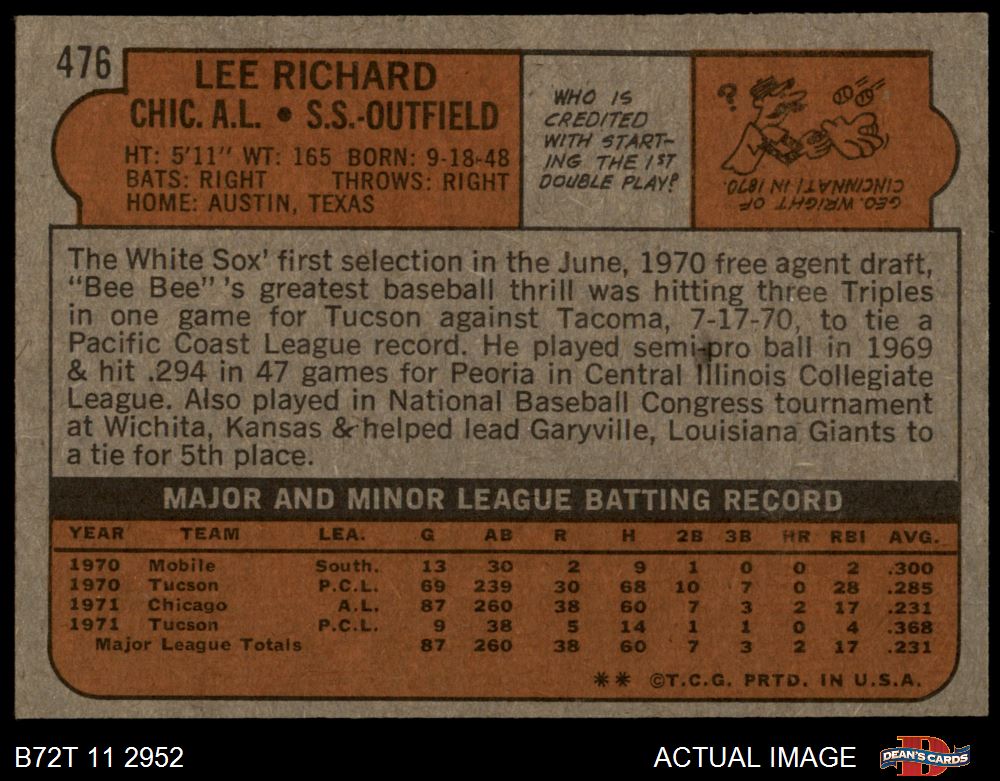 476
LEE RICHARD
CHIC. A.L. • S.S.-OUTFIELD
HT: 5'11" WT: 165 BORN: 9-18-48
BATS: RIGHT THROWS: RIGHT
HOME: AUSTIN, TEXAS
WHO IS
CREDITED
WITH START-
ING THE 1ST
DOUBLE PLAY?
?
GEO. WRIGHT OF
CINCINNATI IN 1870.
The White Sox' first selection in the June, 1970 free agent draft,
“Bee Bee” 's greatest baseball thrill was hitting three Triples
in one game for Tucson against Tacoma, 7-17-70, to tie a
Pacific Coast League record. He played semi-pro ball in 1969
& hit .294 in 47 games for Peoria in Central Illinois Collegiate
League. Also played in National Baseball Congress tournament
at Wichita, Kansas & helped lead Garyville, Louisiana Giants to
a tie for 5th place.
MAJOR AND MINOR LEAGUE BATTING RECORD
YEAR TEAM LEA. G AB R H 2B 3B HR RBI AVG.
1970 Mobile South. 13 30 2 9 1 0 0 2 .300
1970 Tucson P.C.L. 69 239 30 68 10 7 0 28 .285
1971 Chicago A.L. 87 260 38 60 7 3 2 17 .231
1971 Tucson P.C.L. 9 38 5 14 1 1 0 4 .368
Major League Totals 87 260 38 60 7 3 2 17 .231
** ©T.C.G. PRTD. IN U.S.A.
B72T 11 2952
ACTUAL IMAGE
DEAN'S CARDS